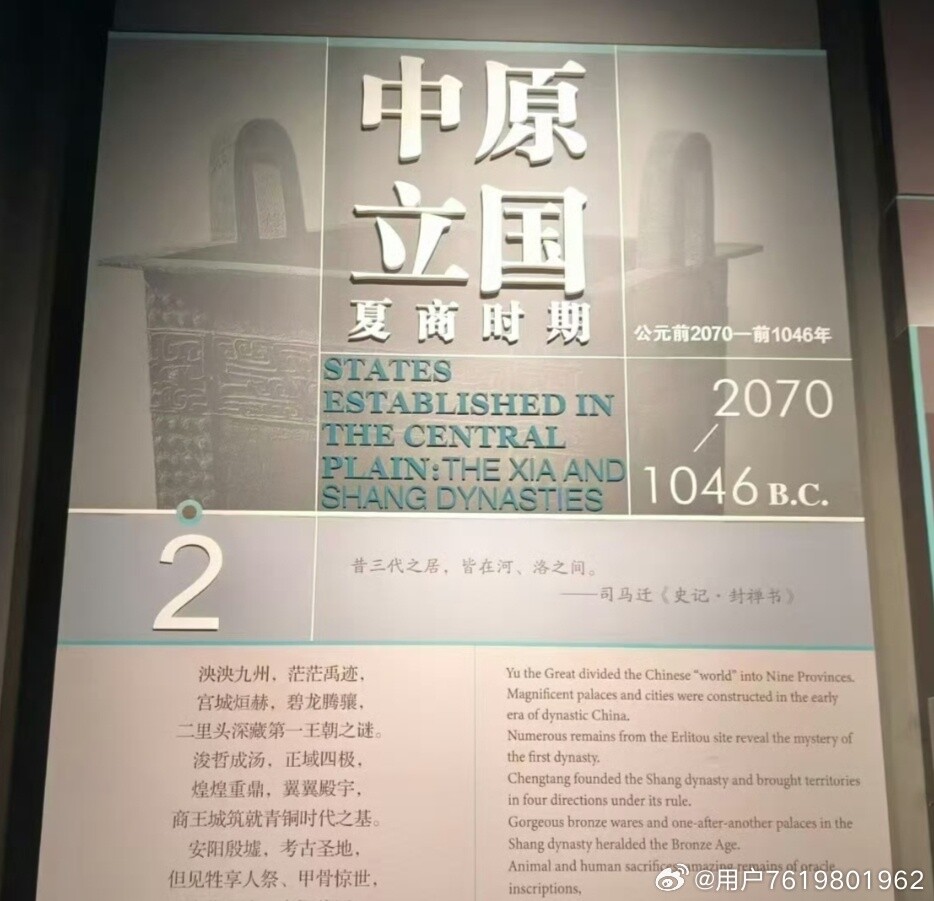 中原
立国
夏商时期
公元前2070—前1046年
STATES
ESTABLISHED IN
THE CENTRAL
PLAIN:THE XIA AND
SHANG DYNASTIES
2070
/
1046 B.C.
2
昔三代之居，皆在河、洛之间。
——司马迁《史记·封禅书》
泱泱九州，茫茫禹迹，
宫城烜赫，碧龙腾骧，
二里头深藏第一王朝之谜。
浚哲成汤，正域四极，
煌煌重鼎，翼翼殿宇，
商王城筑就青铜时代之基。
安阳殷墟，考古圣地，
但见牲享人祭、甲骨惊世，
Yu the Great divided the Chinese “world” into Nine Provinces.
Magnificent palaces and cities were constructed in the early
era of dynastic China.
Numerous remains from the Erlitou site reveal the mystery of
the first dynasty.
Chengtang founded the Shang dynasty and brought territories
in four directions under its rule.
Gorgeous bronze wares and one-after-another palaces in the
Shang dynasty heralded the Bronze Age.
Animal and human sacrifices, amazing remains of oracle
inscriptions,
@用户7619801962